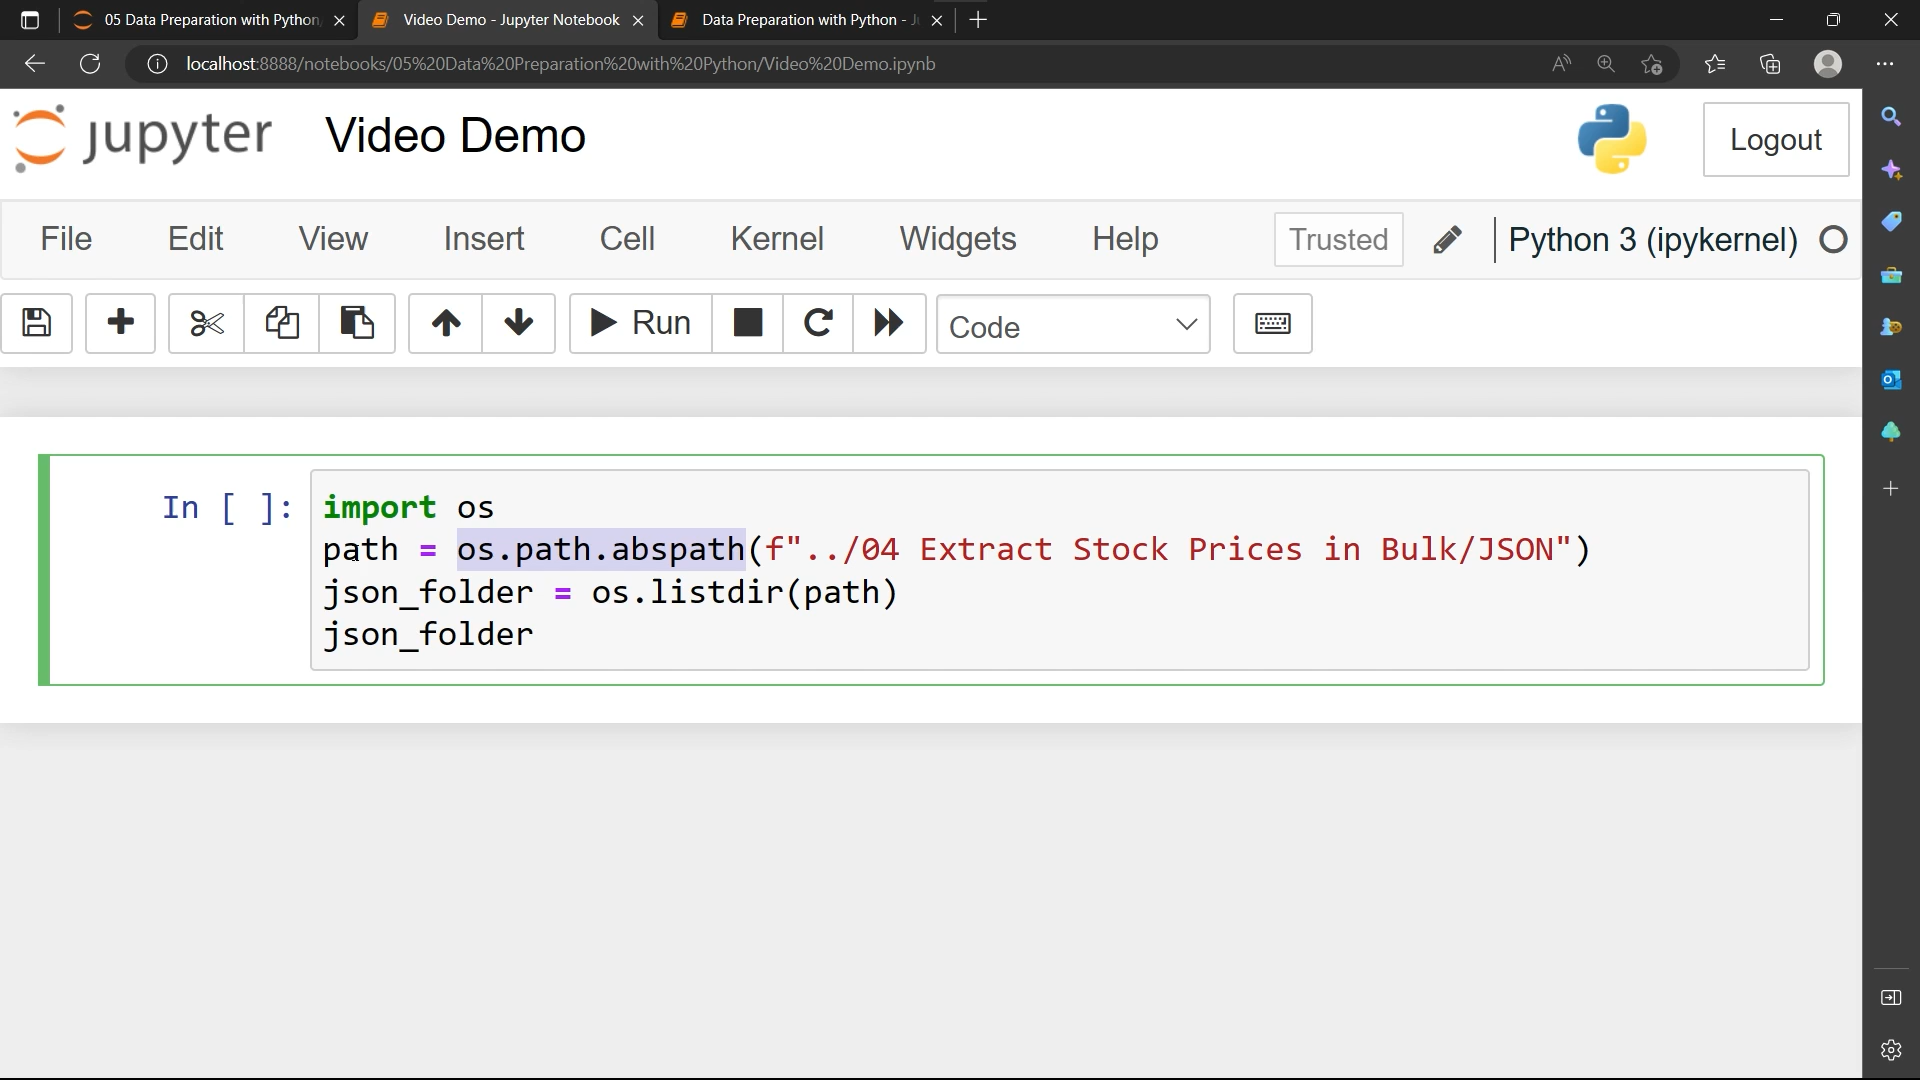 05 Data Preparation with Python
Video Demo - Jupyter Notebook
Data Preparation with Python - J
localhost:8888/notebooks/05%20Data%20Preparation%20with%20Python/Video%20Demo.ipynb
jupyter Video Demo
Logout
File Edit View Insert Cell Kernel Widgets Help Trusted Python 3 (ipykernel)
Run Code
In [ ]: import os
path = os.path.abspath(f"../04 Extract Stock Prices in Bulk/JSON")
json_folder = os.listdir(path)
json_folder